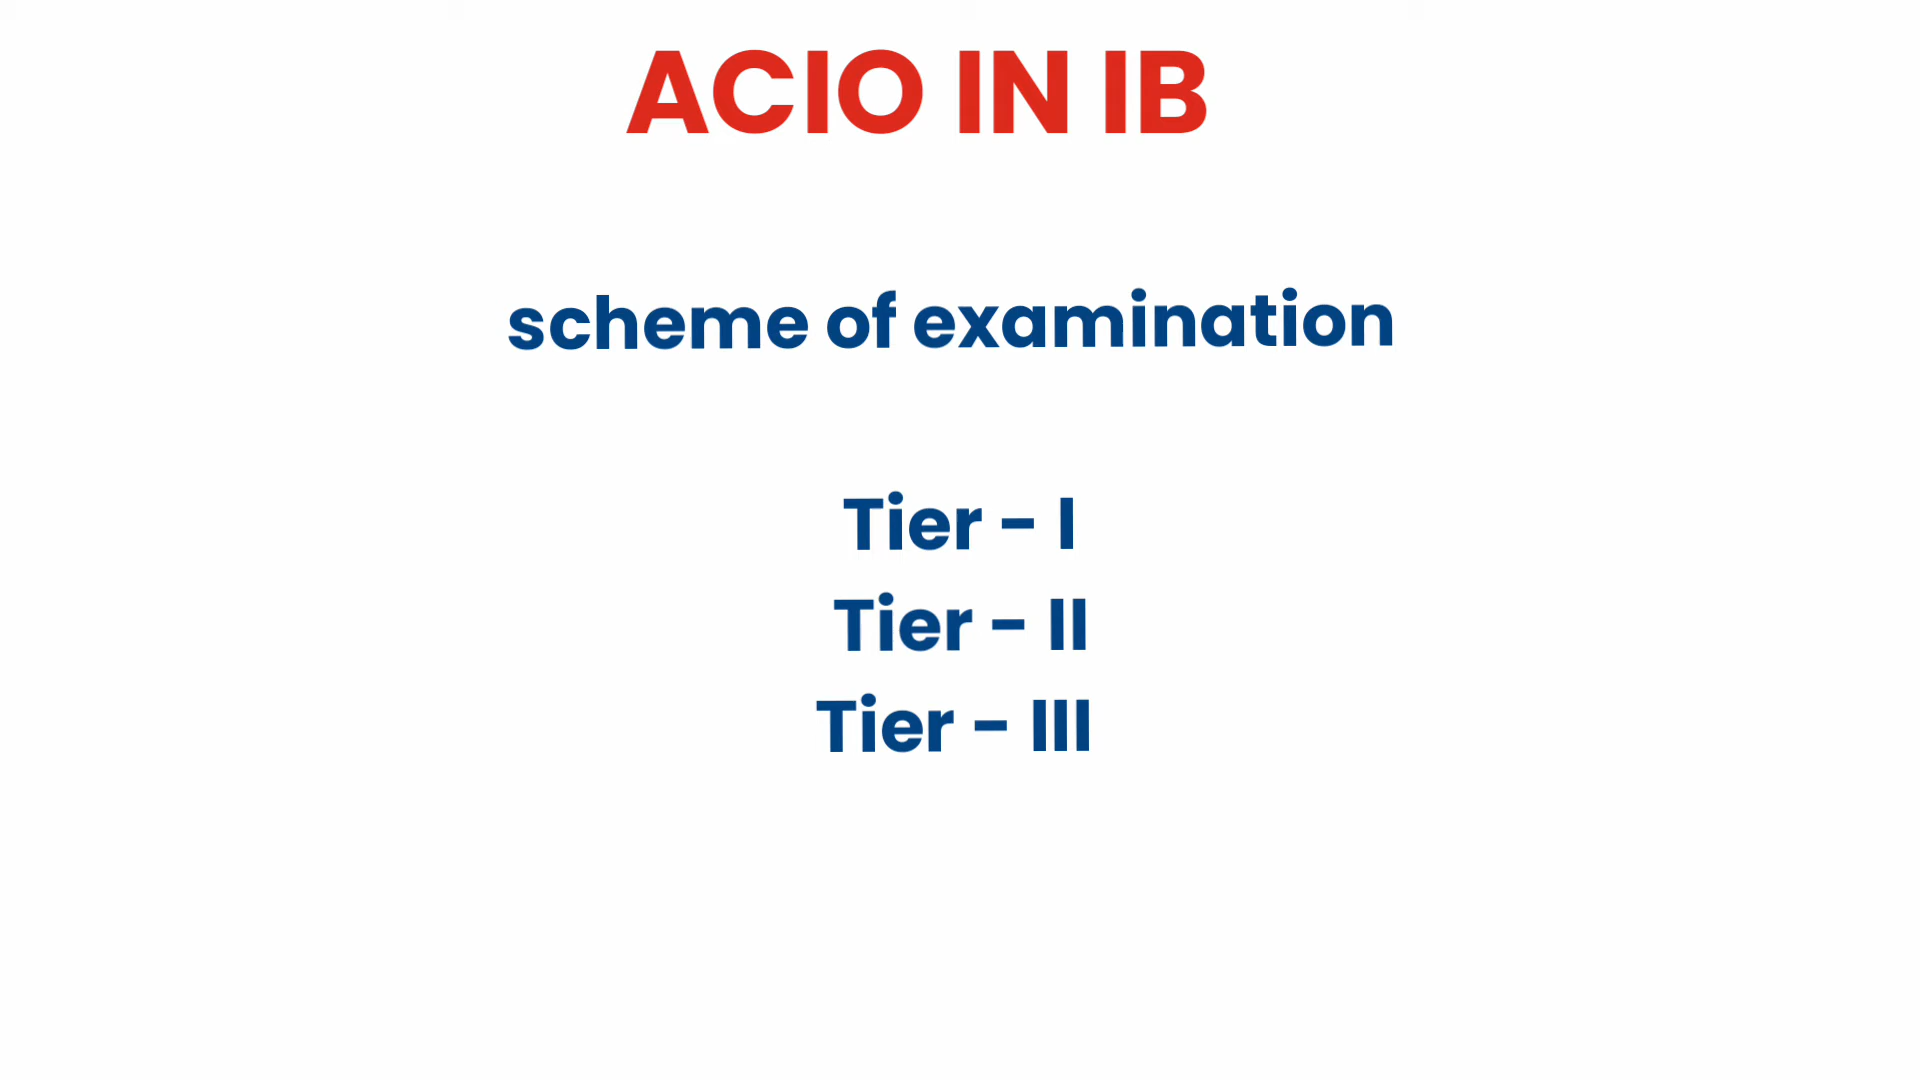 ACIO IN IB
scheme of examination
Tier - I
Tier - II
Tier - III